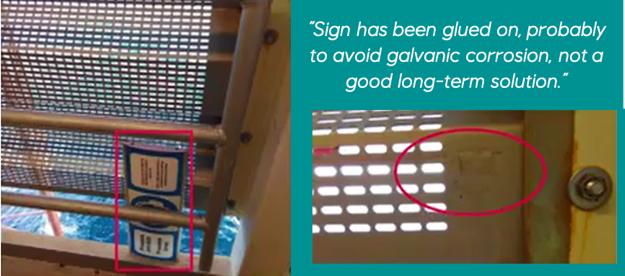 “Sign has been glued on, probably
to avoid galvanic corrosion, not a
good long-term solution.”